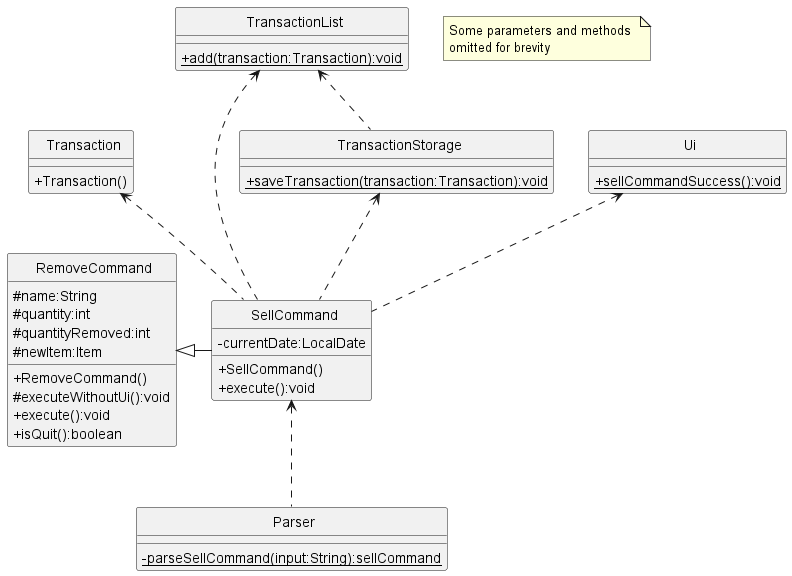 TransactionList
+add(transaction:Transaction):void
Some parameters and methods
omitted for brevity
Transaction
+Transaction()
TransactionStorage
+saveTransaction(transaction:Transaction):void
Ui
+sellCommandSuccess():void
RemoveCommand
#name:String
#quantity:int
#quantityRemoved:int
#newItem:Item
+RemoveCommand()
#executeWithoutUi():void
+execute():void
+isQuit():boolean
SellCommand
-currentDate:LocalDate
+SellCommand()
+execute():void
Parser
-parseSellCommand(input:String):sellCommand